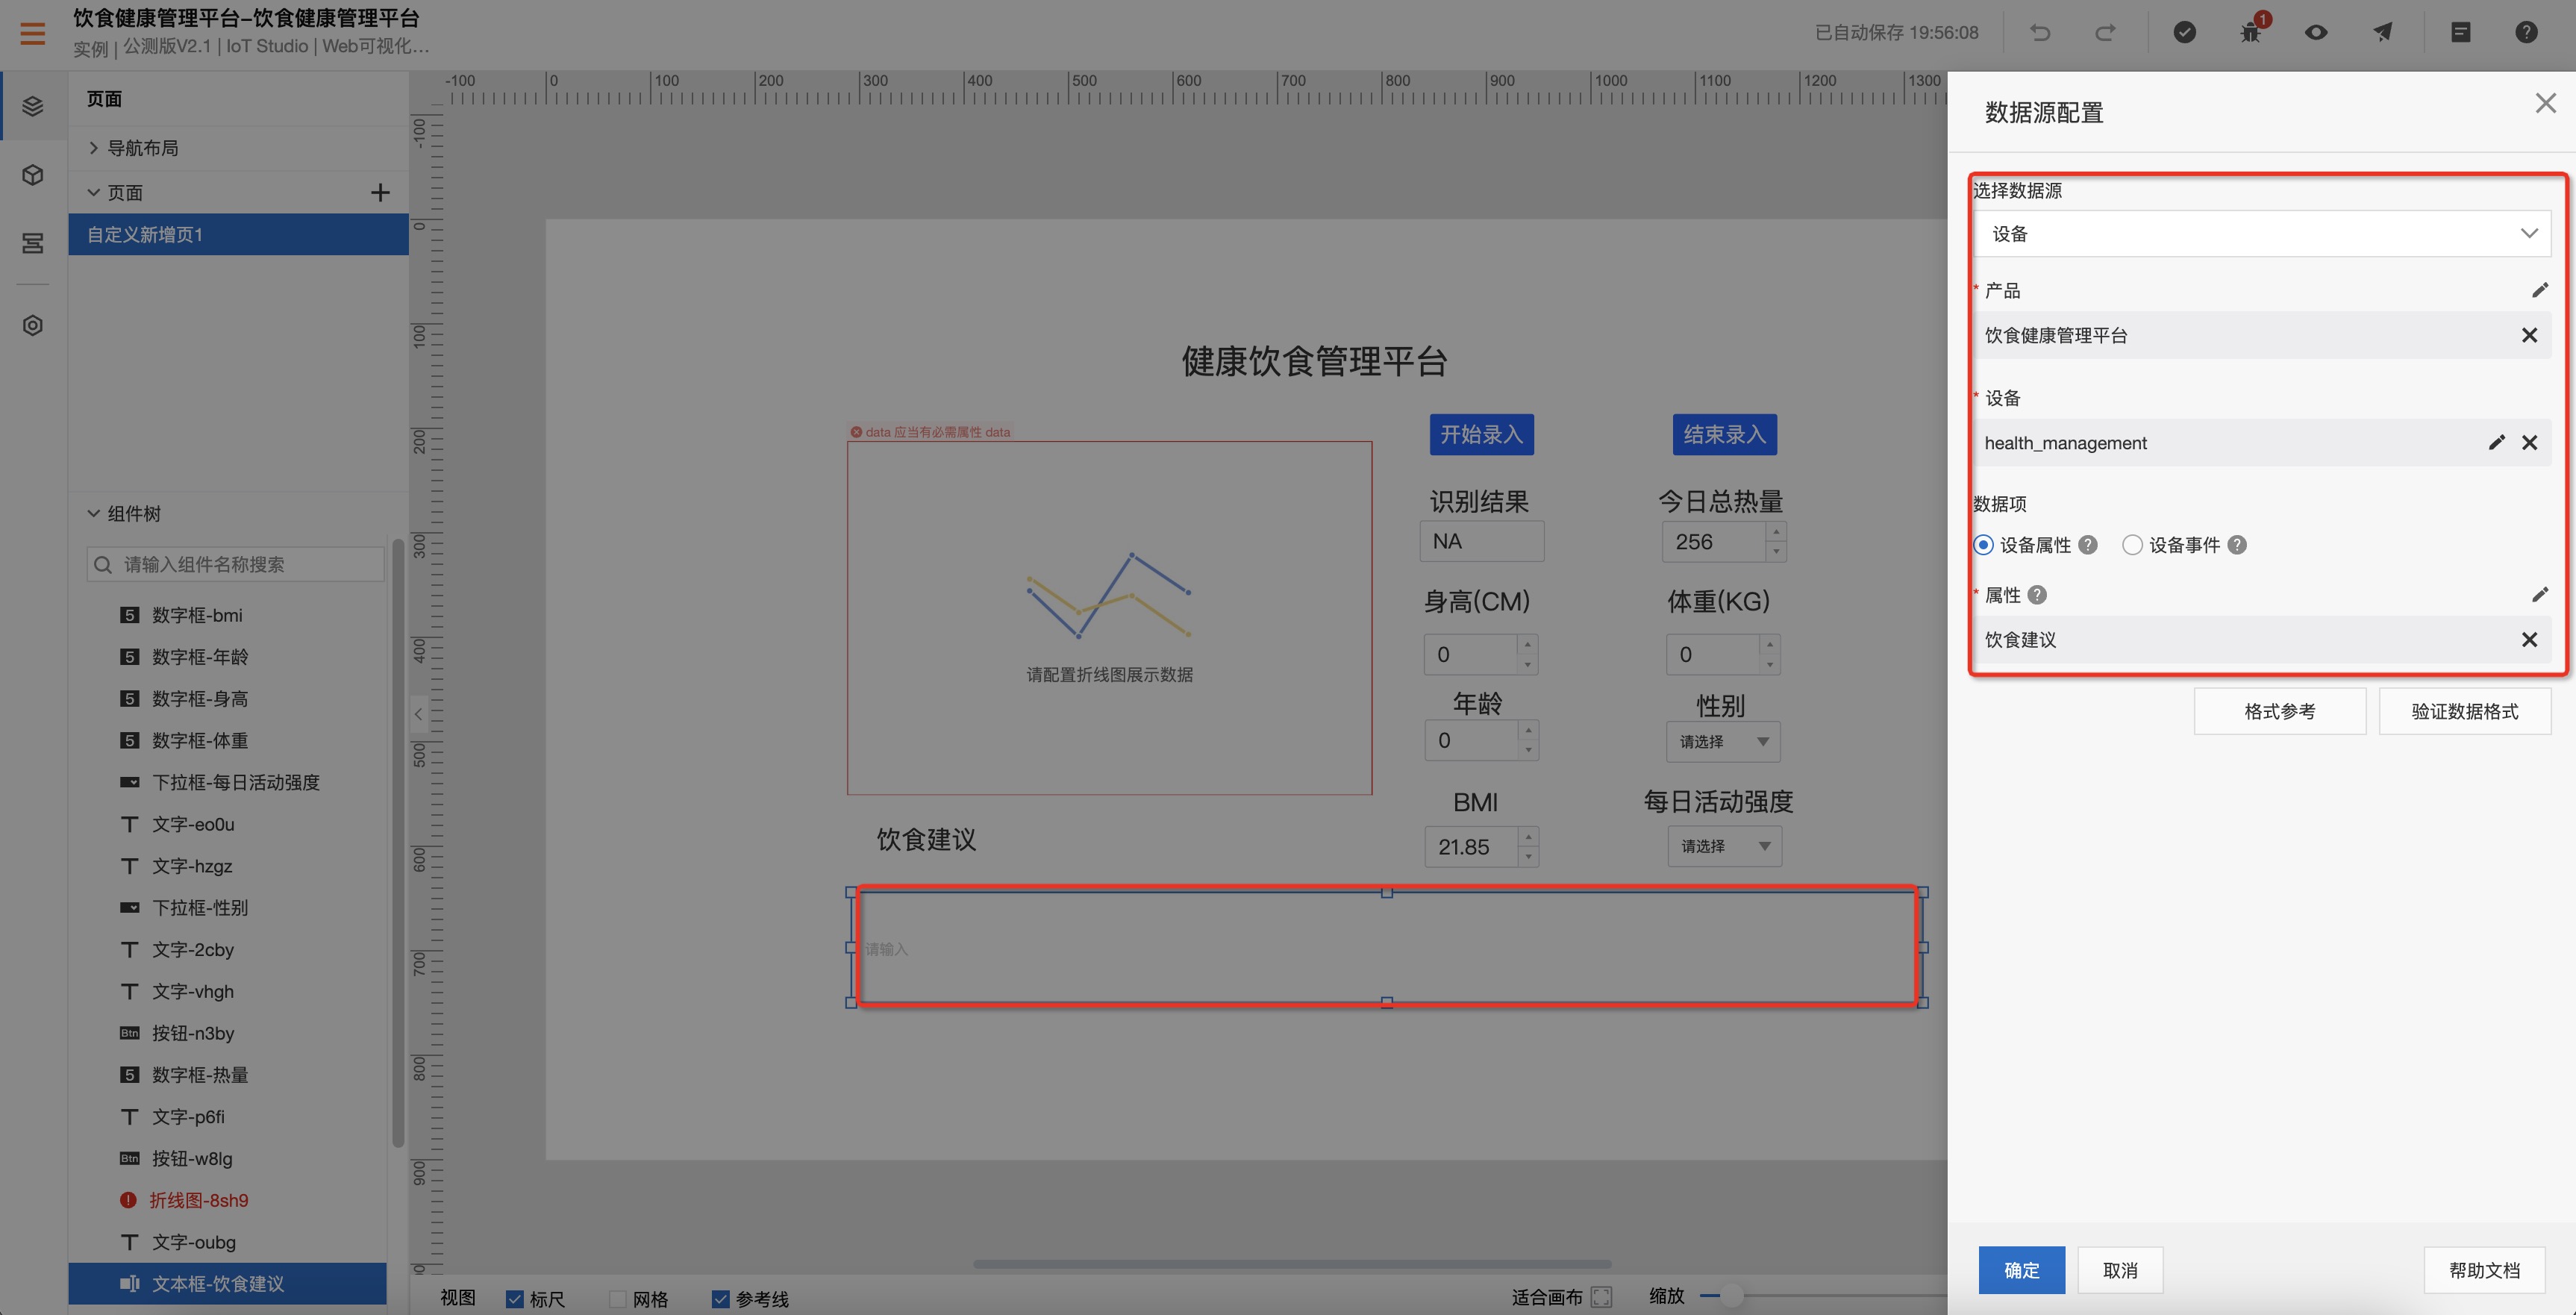 饮食健康管理平台-饮食健康管理平台
实例 | 公测版V2.1 | IoT Studio | Web可视化...
已自动保存 19:56:08
1
页面
导航布局
页面
自定义新增页1
组件树
请输入组件名称搜索
5 数字框-bmi
5 数字框-年龄
5 数字框-身高
5 数字框-体重
下拉框-每日活动强度
T 文字-eo0u
T 文字-hzgz
下拉框-性别
T 文字-2cby
T 文字-vhgh
Btn 按钮-n3by
5 数字框-热量
T 文字-p6fi
Btn 按钮-w8lg
折线图-8sh9
T 文字-oubg
文本框-饮食建议
-100 0 100 200 300 400 500 600 700 800 900 1000 1100 1200 1300
-100
0
100
200
300
400
500
600
700
800
900
健康饮食管理平台
data 应当有必需属性 data
请配置折线图展示数据
开始录入 结束录入
识别结果 今日总热量
NA 256
身高(CM) 体重(KG)
0 0
年龄 性别
0 请选择
BMI 每日活动强度
21.85 请选择
饮食建议
请输入
视图 标尺 网格 参考线 适合画布 缩放
数据源配置
选择数据源
设备
* 产品
饮食健康管理平台
* 设备
health_management
数据项
设备属性 ? 设备事件 ?
* 属性 ?
饮食建议
格式参考 验证数据格式
确定 取消 帮助文档